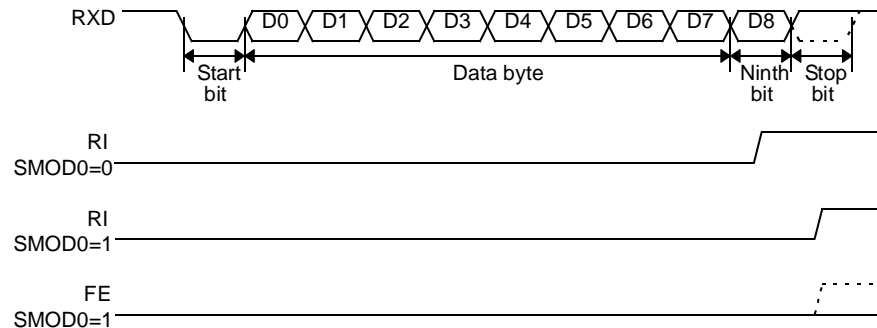 RXD D0 D1 D2 D3 D4 D5 D6 D7 D8
Start bit
Data byte
Ninth bit
Stop bit
RI
SMOD0=0
RI
SMOD0=1
FE
SMOD0=1